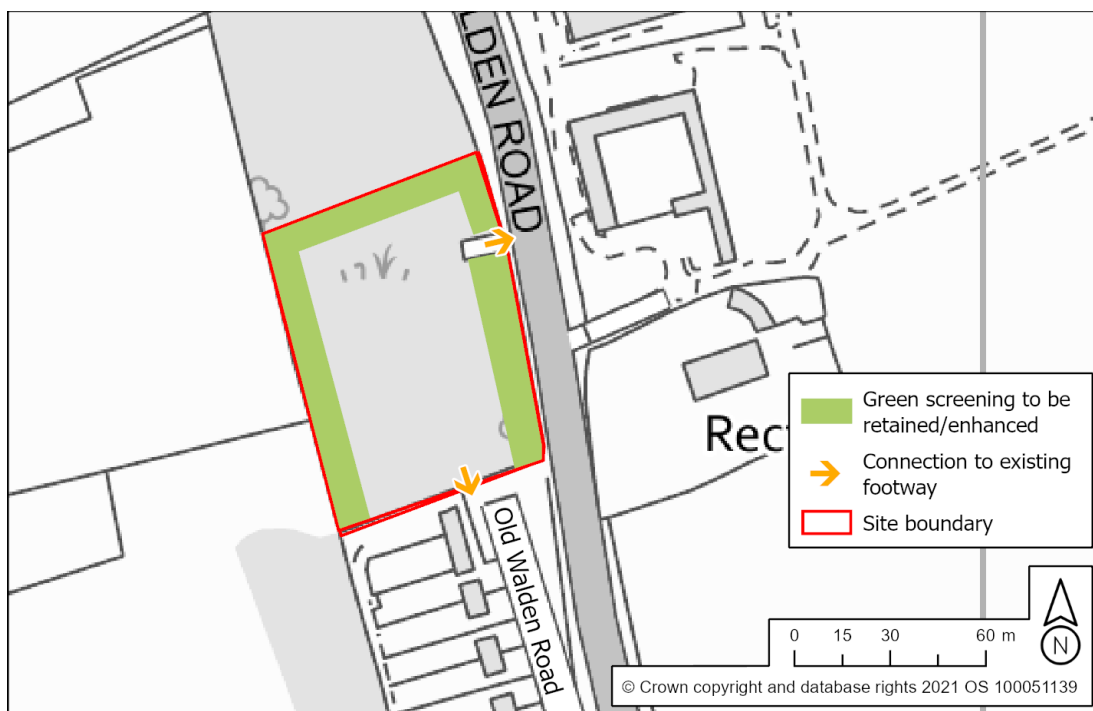 LDEN ROAD
Rec
Green screening to be
retained/enhanced
Connection to existing
footway
Site boundary
Old Walden Road
0 15 30 60 m
N
© Crown copyright and database rights 2021 OS 100051139